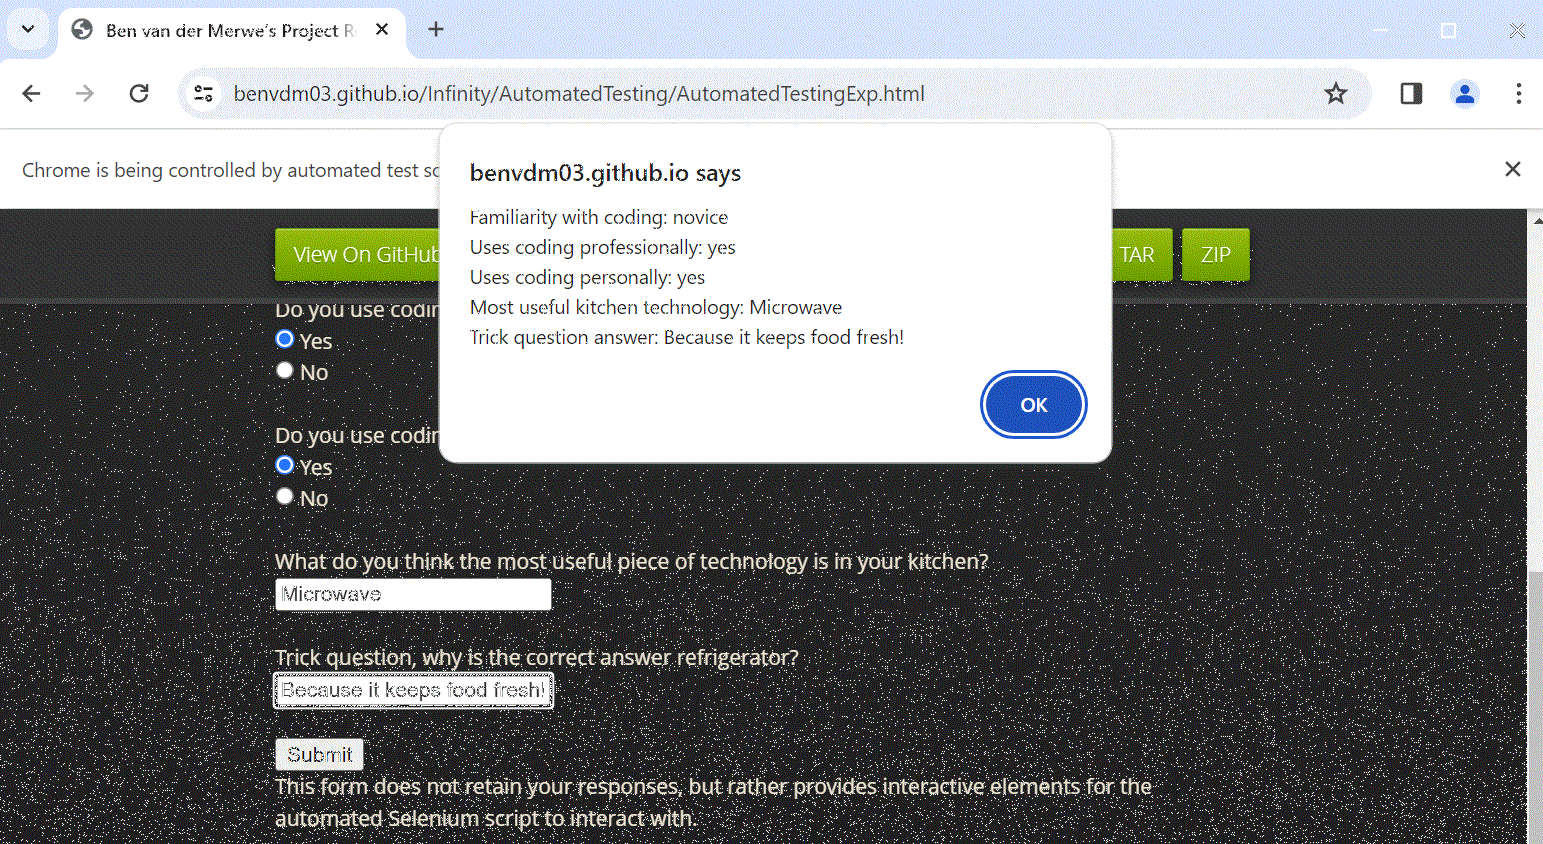 Ben van der Merwe's Project R
benvdm03.github.io/Infinity/AutomatedTesting/AutomatedTestingExp.html
Chrome is being controlled by automated test
benvdm03.github.io says
Familiarity with coding: novice
Uses coding professionally: yes
Uses coding personally: yes
Most useful kitchen technology: Microwave
Trick question answer: Because it keeps food fresh!
OK
View On GitHub
TAR
ZIP
Do you use
Yes
No
Do you use
Yes
No
What do you think the most useful piece of technology is in your kitchen?
Microwave
Trick question, why is the correct answer refrigerator?
Because it keeps food fresh!
Submit
This form does not retain your responses, but rather provides interactive elements for the
automated Selenium script to interact with.